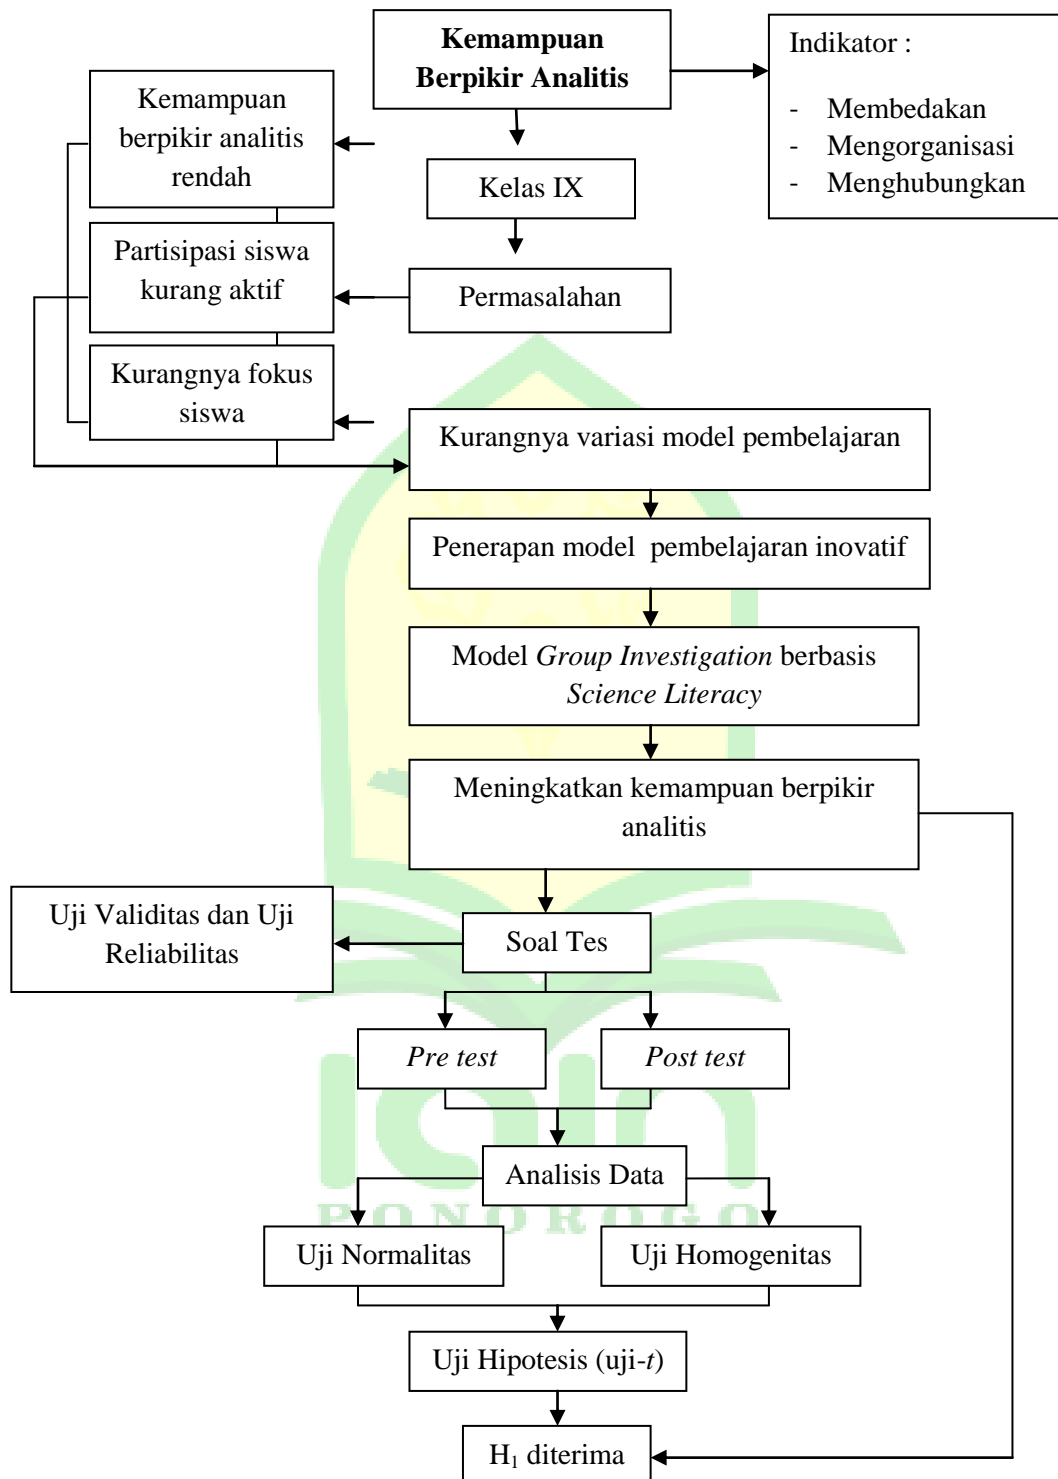 Kemampuan
Berpikir Analitis
Indikator :
- Membedakan
- Mengorganisasi
- Menghubungkan
Kemampuan
berpikir analitis
rendah
Kelas IX
Partisipasi siswa
kurang aktif
Permasalahan
Kurangnya fokus
siswa
Kurangnya variasi model pembelajaran
Penerapan model pembelajaran inovatif
Model Group Investigation berbasis
Science Literacy
Meningkatkan kemampuan berpikir
analitis
Uji Validitas dan Uji
Reliabilitas
Soal Tes
Pre test
Post test
iain
Analisis Data
PONOROGO
Uji Normalitas
Uji Homogenitas
Uji Hipotesis (uji-t)
H₁ diterima